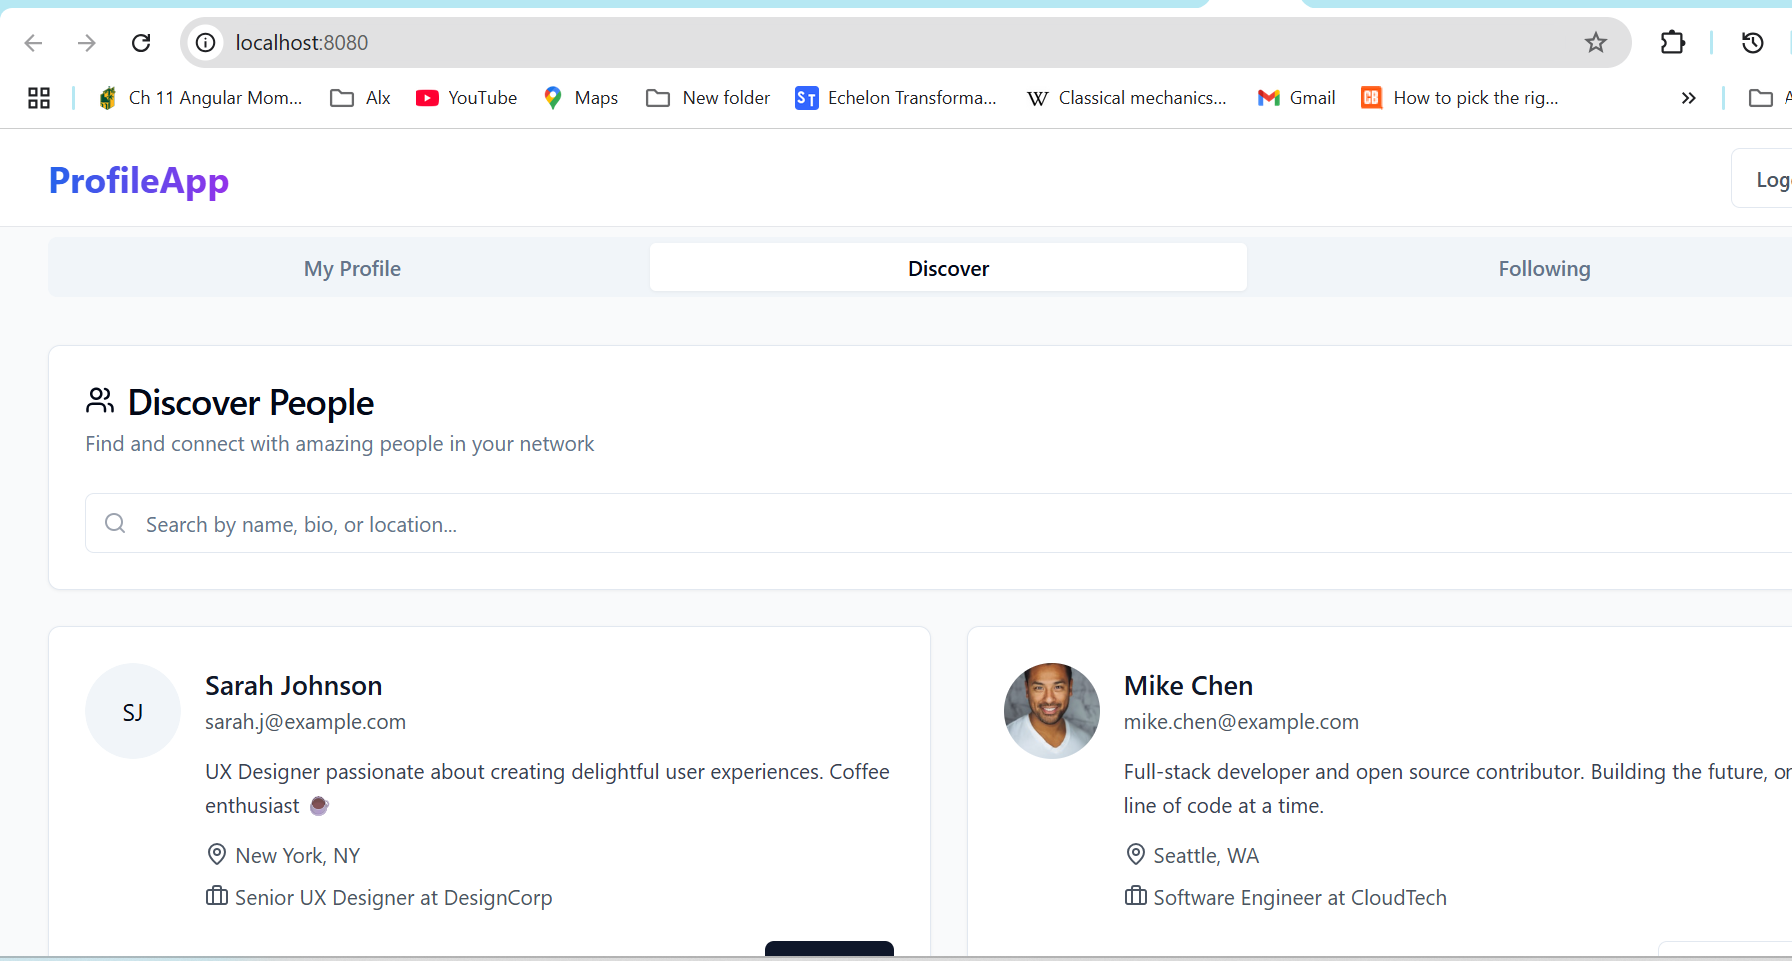 localhost:8080
Ch 11 Angular Mom...
Alx
YouTube
Maps
New folder
ST
Echelon Transforma...
W
Classical mechanics...
Gmail
CB
How to pick the rig...
ProfileApp
My Profile
Discover
Following
Discover People
Find and connect with amazing people in your network
Search by name, bio, or location...
SJ
Sarah Johnson
sarah.j@example.com
UX Designer passionate about creating delightful user experiences. Coffee
enthusiast
New York, NY
Senior UX Designer at DesignCorp
Mike Chen
mike.chen@example.com
Full-stack developer and open source contributor. Building the future,
line of code at a time.
Seattle, WA
Software Engineer at CloudTech